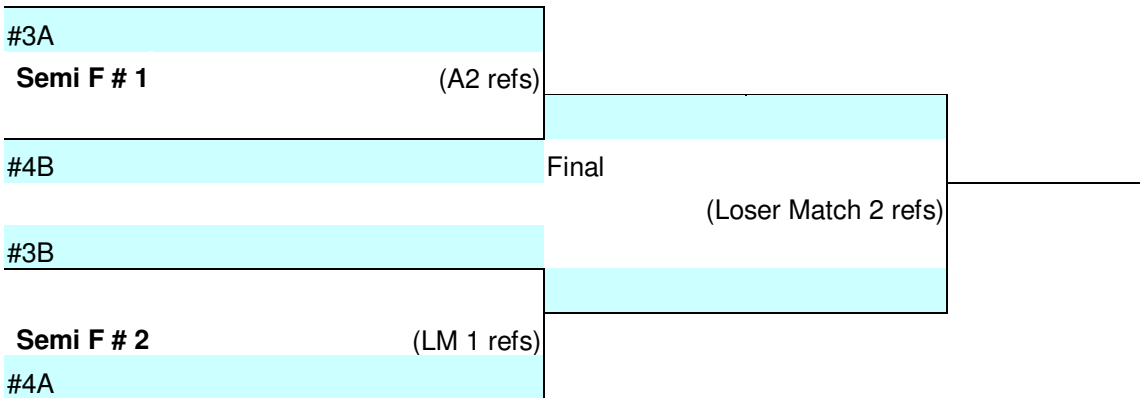 #3A
Semi F # 1 (A2 refs)
#4B Final
(Loser Match 2 refs)
#3B
Semi F # 2 (LM 1 refs)
#4A